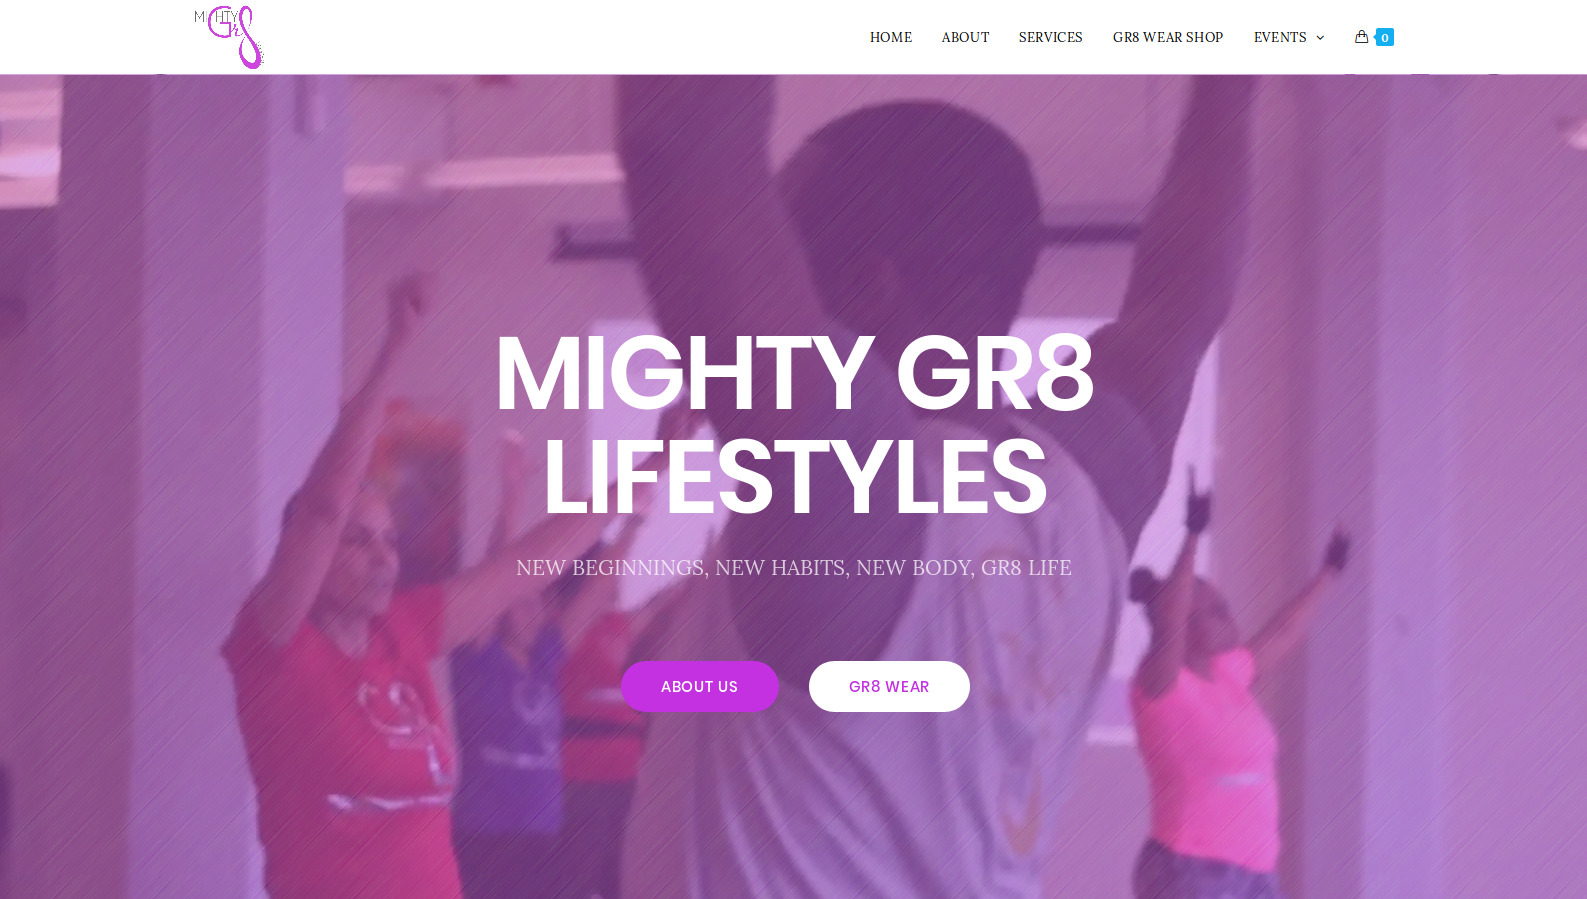 MIGHTY
HOME ABOUT SERVICES GR8 WEAR SHOP EVENTS 0
MIGHTY GR8
LIFESTYLES
NEW BEGINNINGS, NEW HABITS, NEW BODY, GR8 LIFE
ABOUT US GR8 WEAR